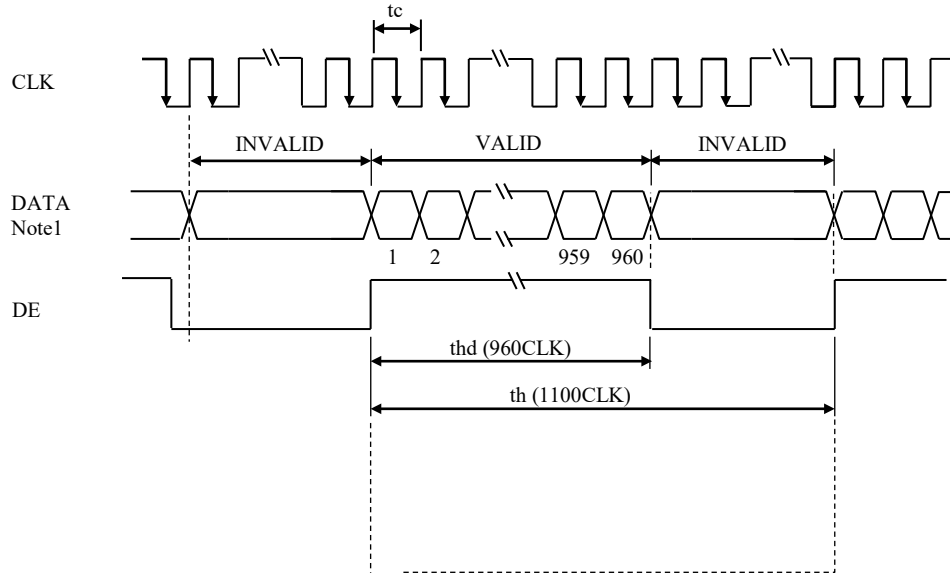 tc
CLK
INVALID VALID INVALID
DATA
Note1
1 2 959 960
DE
thd (960CLK)
th (1100CLK)